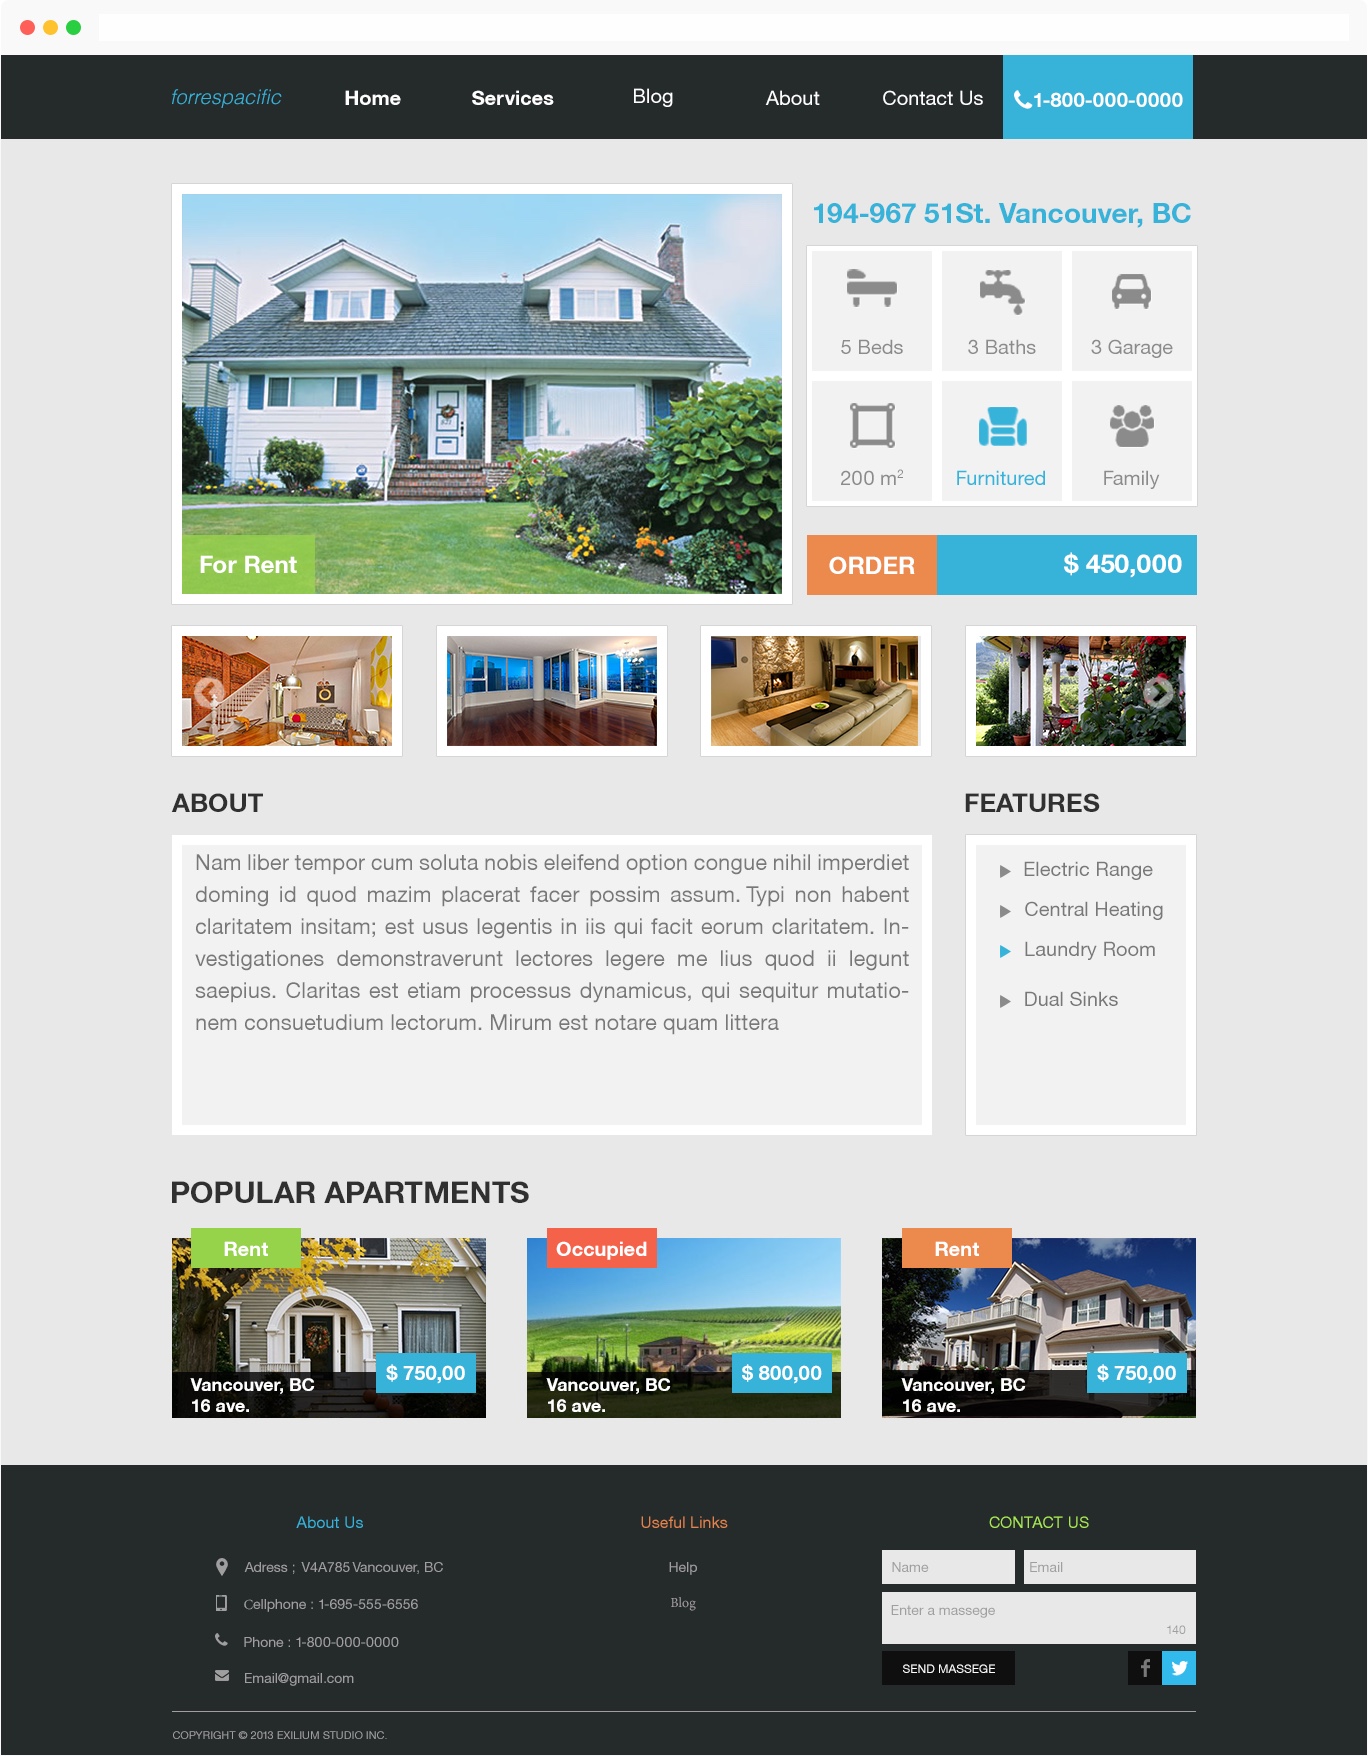 forrespacific
Home
Services
Blog
About
Contact Us
1-800-000-0000
194-967 51St. Vancouver, BC
5 Beds
3 Baths
3 Garage
200 m²
Furnitured
Family
For Rent
ORDER
$ 450,000
ABOUT
FEATURES
Nam liber tempor cum soluta nobis eleifend option congue nihil imperdiet
doming id quod mazim placerat facer possim assum. Typi non habent
claritatem insitam; est usus legentis in iis qui facit eorum claritatem. In-
vestigationes demonstraverunt lectores legere me lius quod ii legunt
saepius. Claritas est etiam processus dynamicus, qui sequitur mutatio-
nem consuetudium lectorum. Mirum est notare quam littera
Electric Range
Central Heating
Laundry Room
Dual Sinks
POPULAR APARTMENTS
Rent
$ 750,00
Vancouver, BC
16 ave.
Occupied
$ 800,00
Vancouver, BC
16 ave.
Rent
$ 750,00
Vancouver, BC
16 ave.
About Us
Adress ; V4A785 Vancouver, BC
Cellphone : 1-695-555-6556
Phone : 1-800-000-0000
Email@gmail.com
Useful Links
Help
Blog
CONTACT US
Name
Email
Enter a massege
140
SEND MASSEGE
COPYRIGHT © 2013 EXILIUM STUDIO INC.